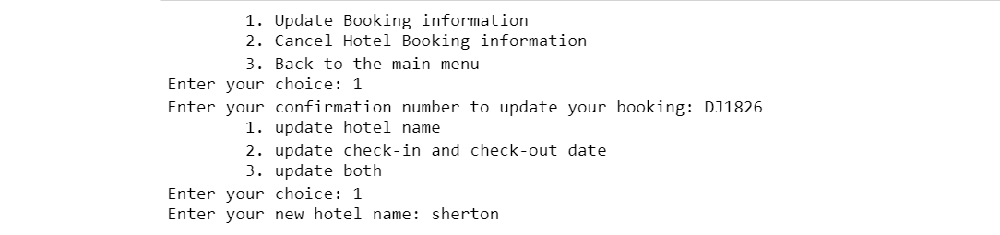 1. Update Booking information
2. Cancel Hotel Booking information
3. Back to the main menu
Enter your choice: 1
Enter your confirmation number to update your booking: DJ1826
1. update hotel name
2. update check-in and check-out date
3. update both
Enter your choice: 1
Enter your new hotel name: sherton